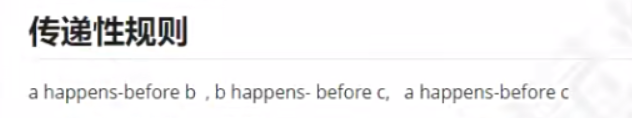 传递性规则
a happens-before b , b happens- before c, a happens-before c